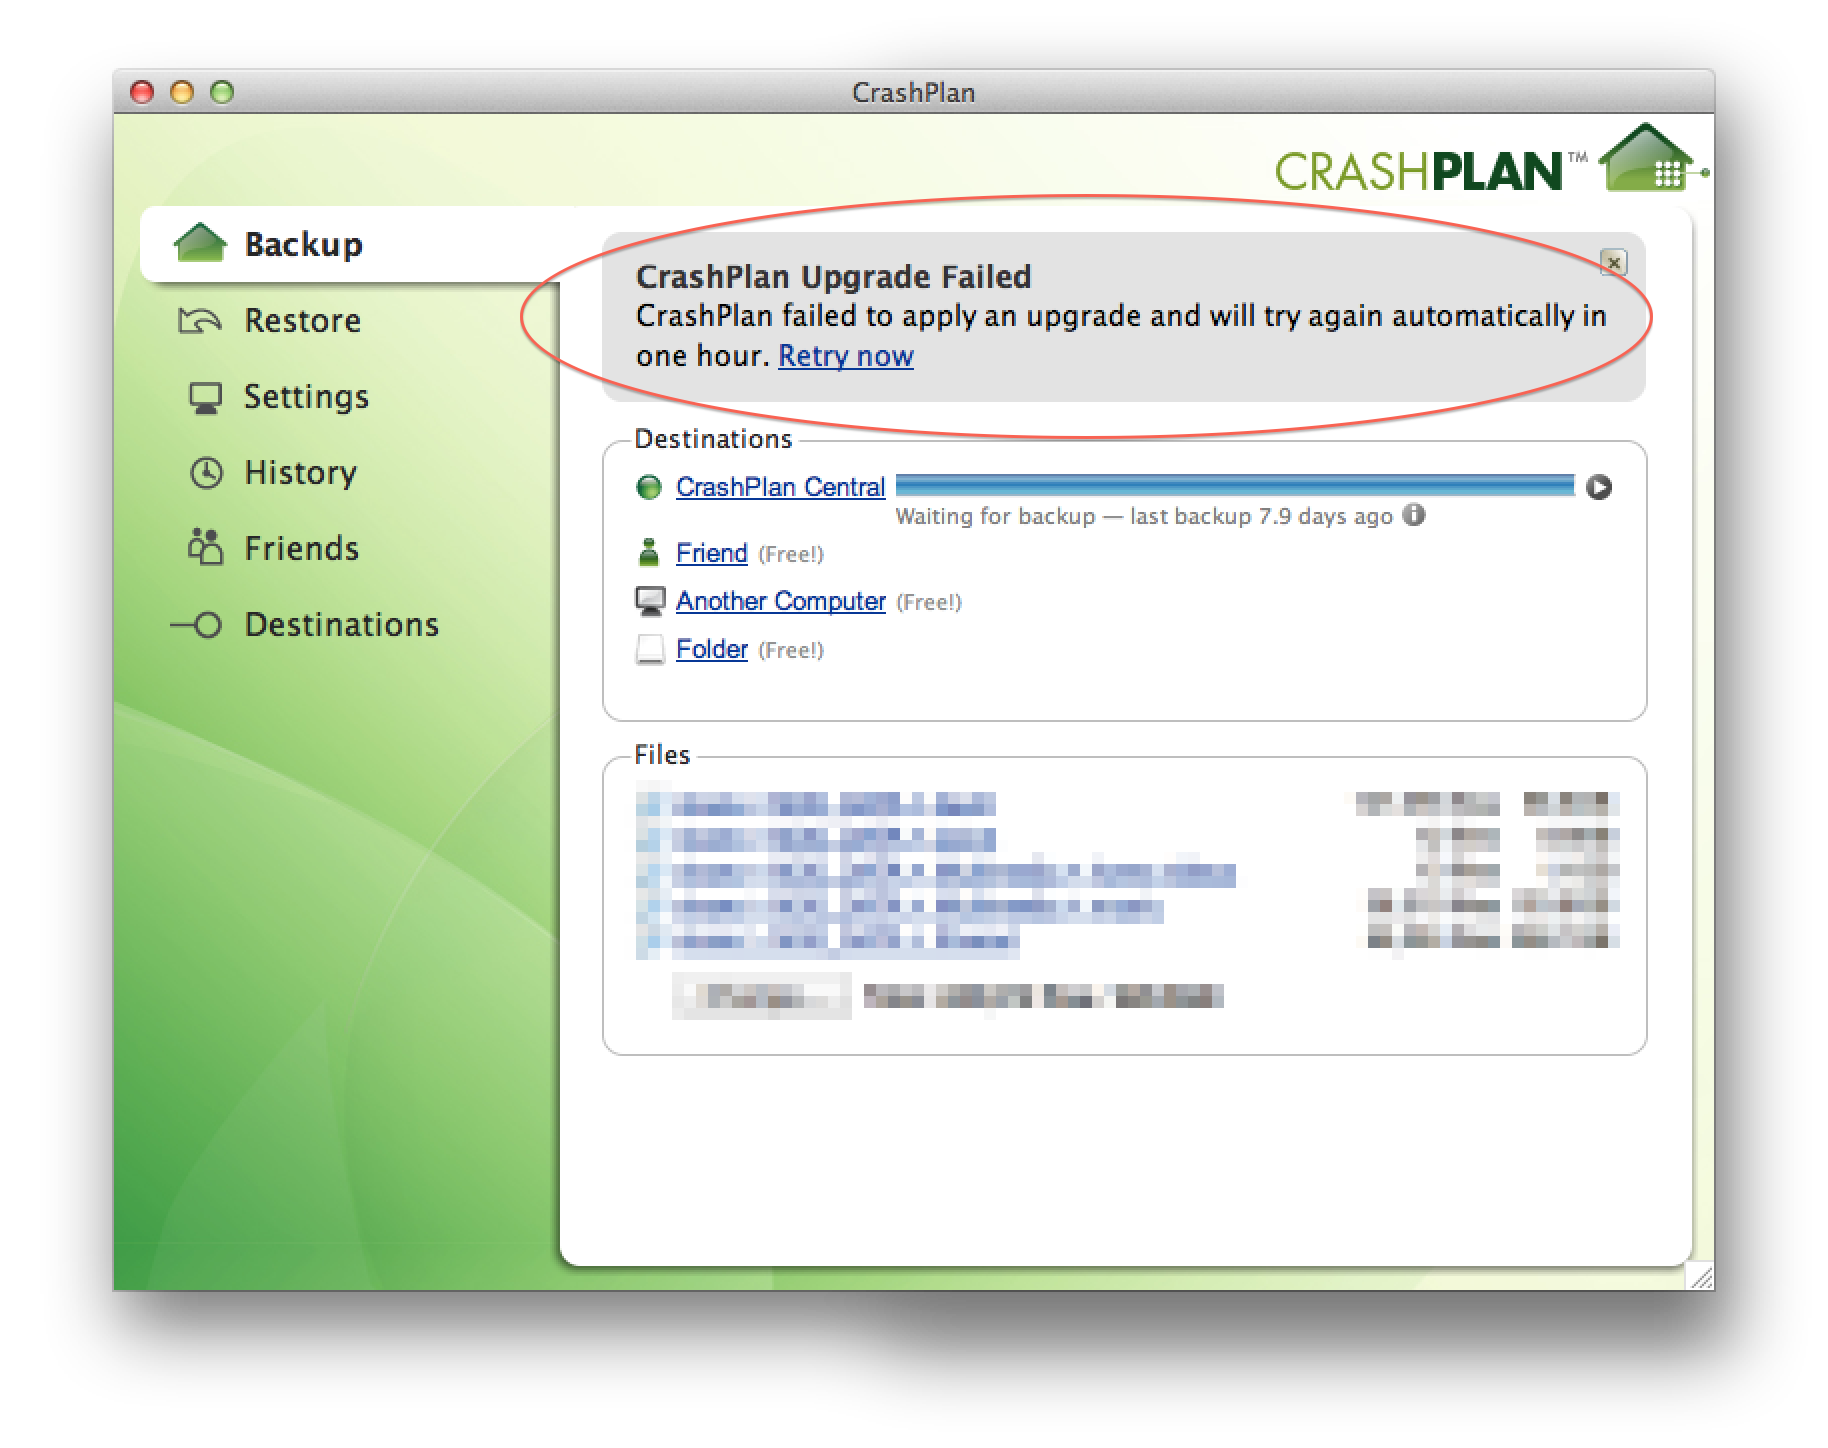 CrashPlan
CRASHPLAN™
Backup
Restore
Settings
History
Friends
Destinations
CrashPlan Upgrade Failed
CrashPlan failed to apply an upgrade and will try again automatically in
one hour. Retry now
Destinations
CrashPlan Central
Waiting for backup — last backup 7.9 days ago
Friend (Free!)
Another Computer (Free!)
Folder (Free!)
Files